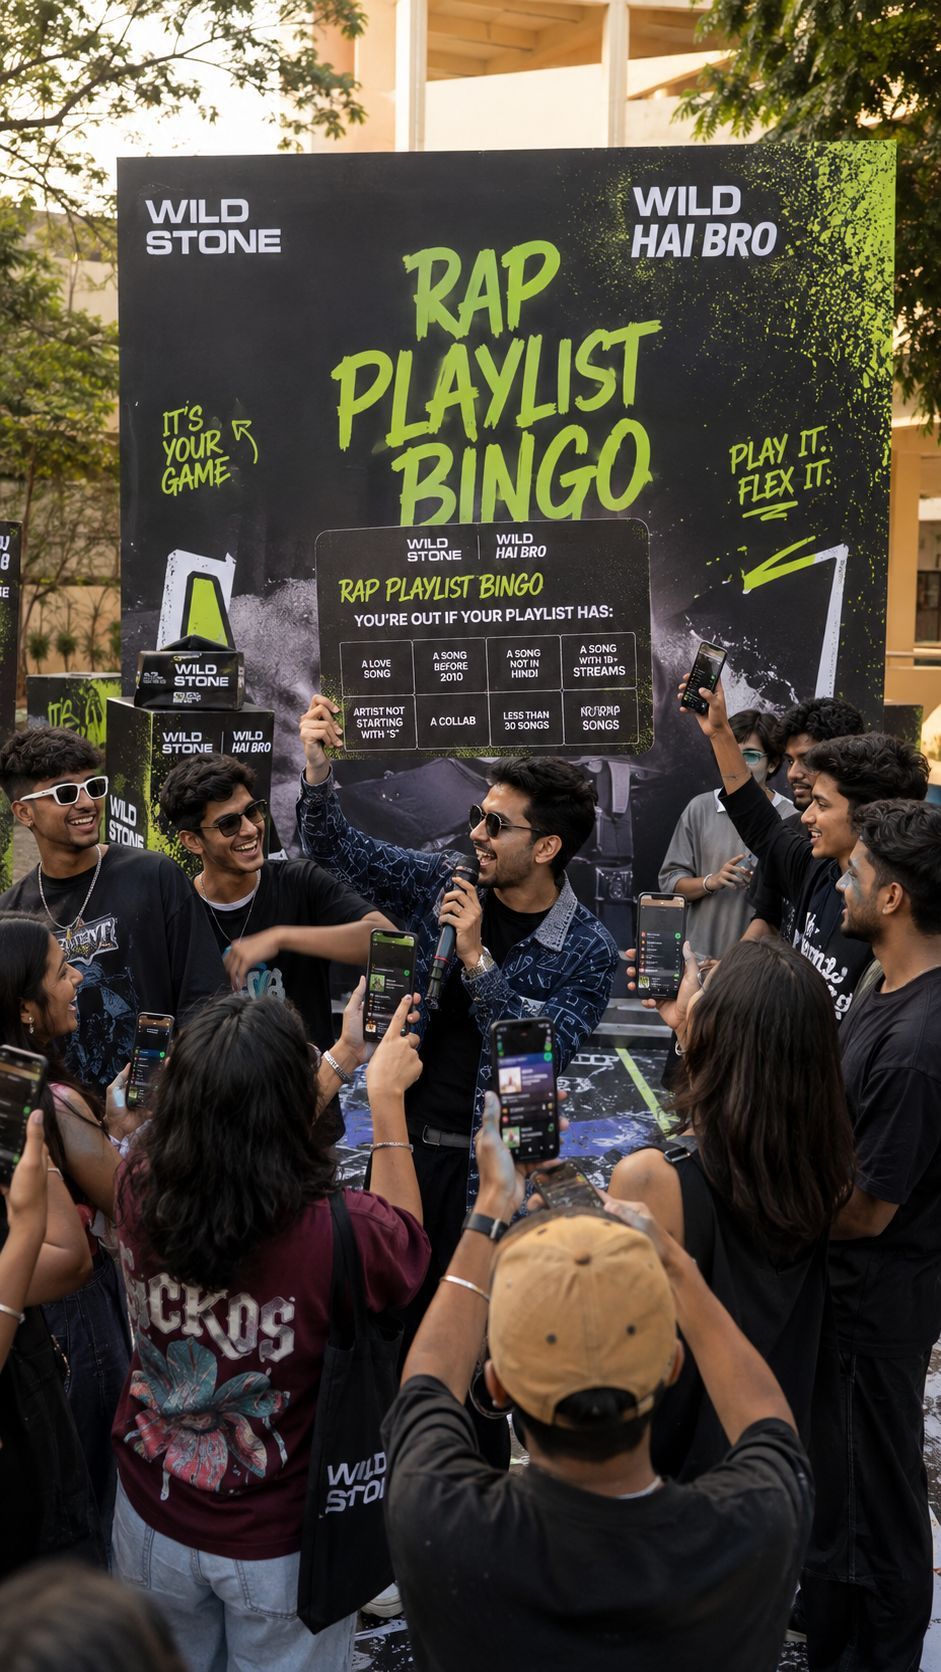 WILD
STONE
WILD
HAI BRO
RAP
PLAYLIST
BINGO
IT'S
YOUR
GAME
PLAY IT.
FLEX IT.
WILD
STONE
WILD
HAI BRO
RAP PLAYLIST BINGO
YOU'RE OUT IF YOUR PLAYLIST HAS:
A LOVE
SONG
A SONG
BEFORE
2010
A SONG
NOT IN
HINDI
A SONG
WITH 1B+
STREAMS
ARTIST NOT
STARTING
WITH "S"
A COLLAB
LESS THAN
30 SONGS
SONGS
WILD
STONE
WILD
STONE
WILD
HAI BRO
WILD
STONE
WILD
STO